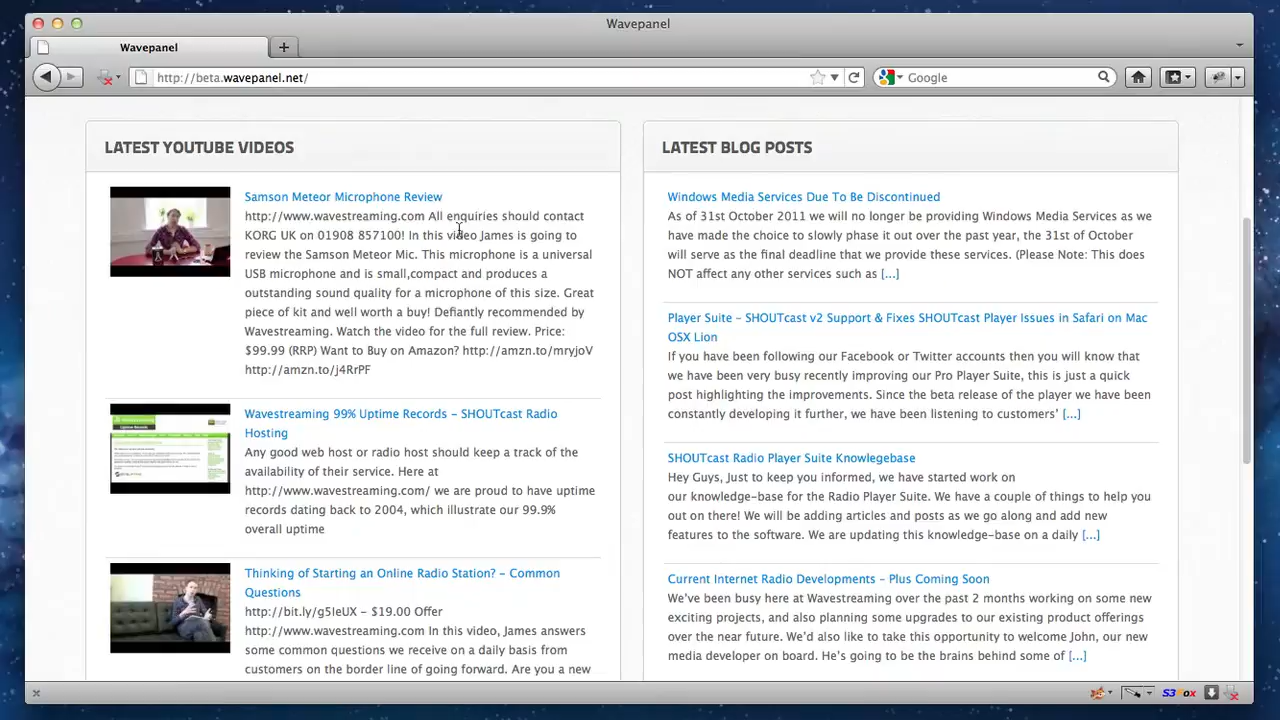 Wavepanel
Wavepanel
http://beta.wavepanel.net/
Google
LATEST YOUTUBE VIDEOS
Samson Meteor Microphone Review
http://www.wavestreaming.com All enquiries should contact
KORG UK on 01908 857100! In this video James is going to
review the Samson Meteor Mic. This microphone is a universal
USB microphone and is small,compact and produces a
outstanding sound quality for a microphone of this size. Great
piece of kit and well worth a buy! Defiantly recommended by
Wavestreaming. Watch the video for the full review. Price:
$99.99 (RRP) Want to Buy on Amazon? http://amzn.to/mryjoV
http://amzn.to/j4RrPF
Wavestreaming 99% Uptime Records – SHOUTcast Radio
Hosting
Any good web host or radio host should keep a track of the
availability of their service. Here at
http://www.wavestreaming.com/ we are proud to have uptime
records dating back to 2004, which illustrate our 99.9%
overall uptime
Thinking of Starting an Online Radio Station? – Common
Questions
http://bit.ly/g5IeUX – $19.00 Offer
http://www.wavestreaming.com In this video, James answers
some common questions we receive on a daily basis from
customers on the border line of going forward. Are you a new
LATEST BLOG POSTS
Windows Media Services Due To Be Discontinued
As of 31st October 2011 we will no longer be providing Windows Media Services as we
have made the choice to slowly phase it out over the past year, the 31st of October
will serve as the final deadline that we provide these services. (Please Note: This does
NOT affect any other services such as [...]
Player Suite – SHOUTcast v2 Support & Fixes SHOUTcast Player Issues in Safari on Mac
OSX Lion
If you have been following our Facebook or Twitter accounts then you will know that
we have been very busy recently improving our Pro Player Suite, this is just a quick
post highlighting the improvements. Since the beta release of the player we have been
constantly developing it further, we have been listening to customers’ [...]
SHOUTcast Radio Player Suite Knowlegebase
Hey Guys, Just to keep you informed, we have started work on
our knowledge-base for the Radio Player Suite. We have a couple of things to help you
out on there! We will be adding articles and posts as we go along and add new
features to the software. We are updating this knowledge-base on a daily [...]
Current Internet Radio Developments – Plus Coming Soon
We’ve been busy here at Wavestreaming over the past 2 months working on some new
exciting projects, and also planning some upgrades to our existing product offerings
over the near future. We’d also like to take this opportunity to welcome John, our new
media developer on board. He’s going to be the brains behind some of [...]
S3Fox